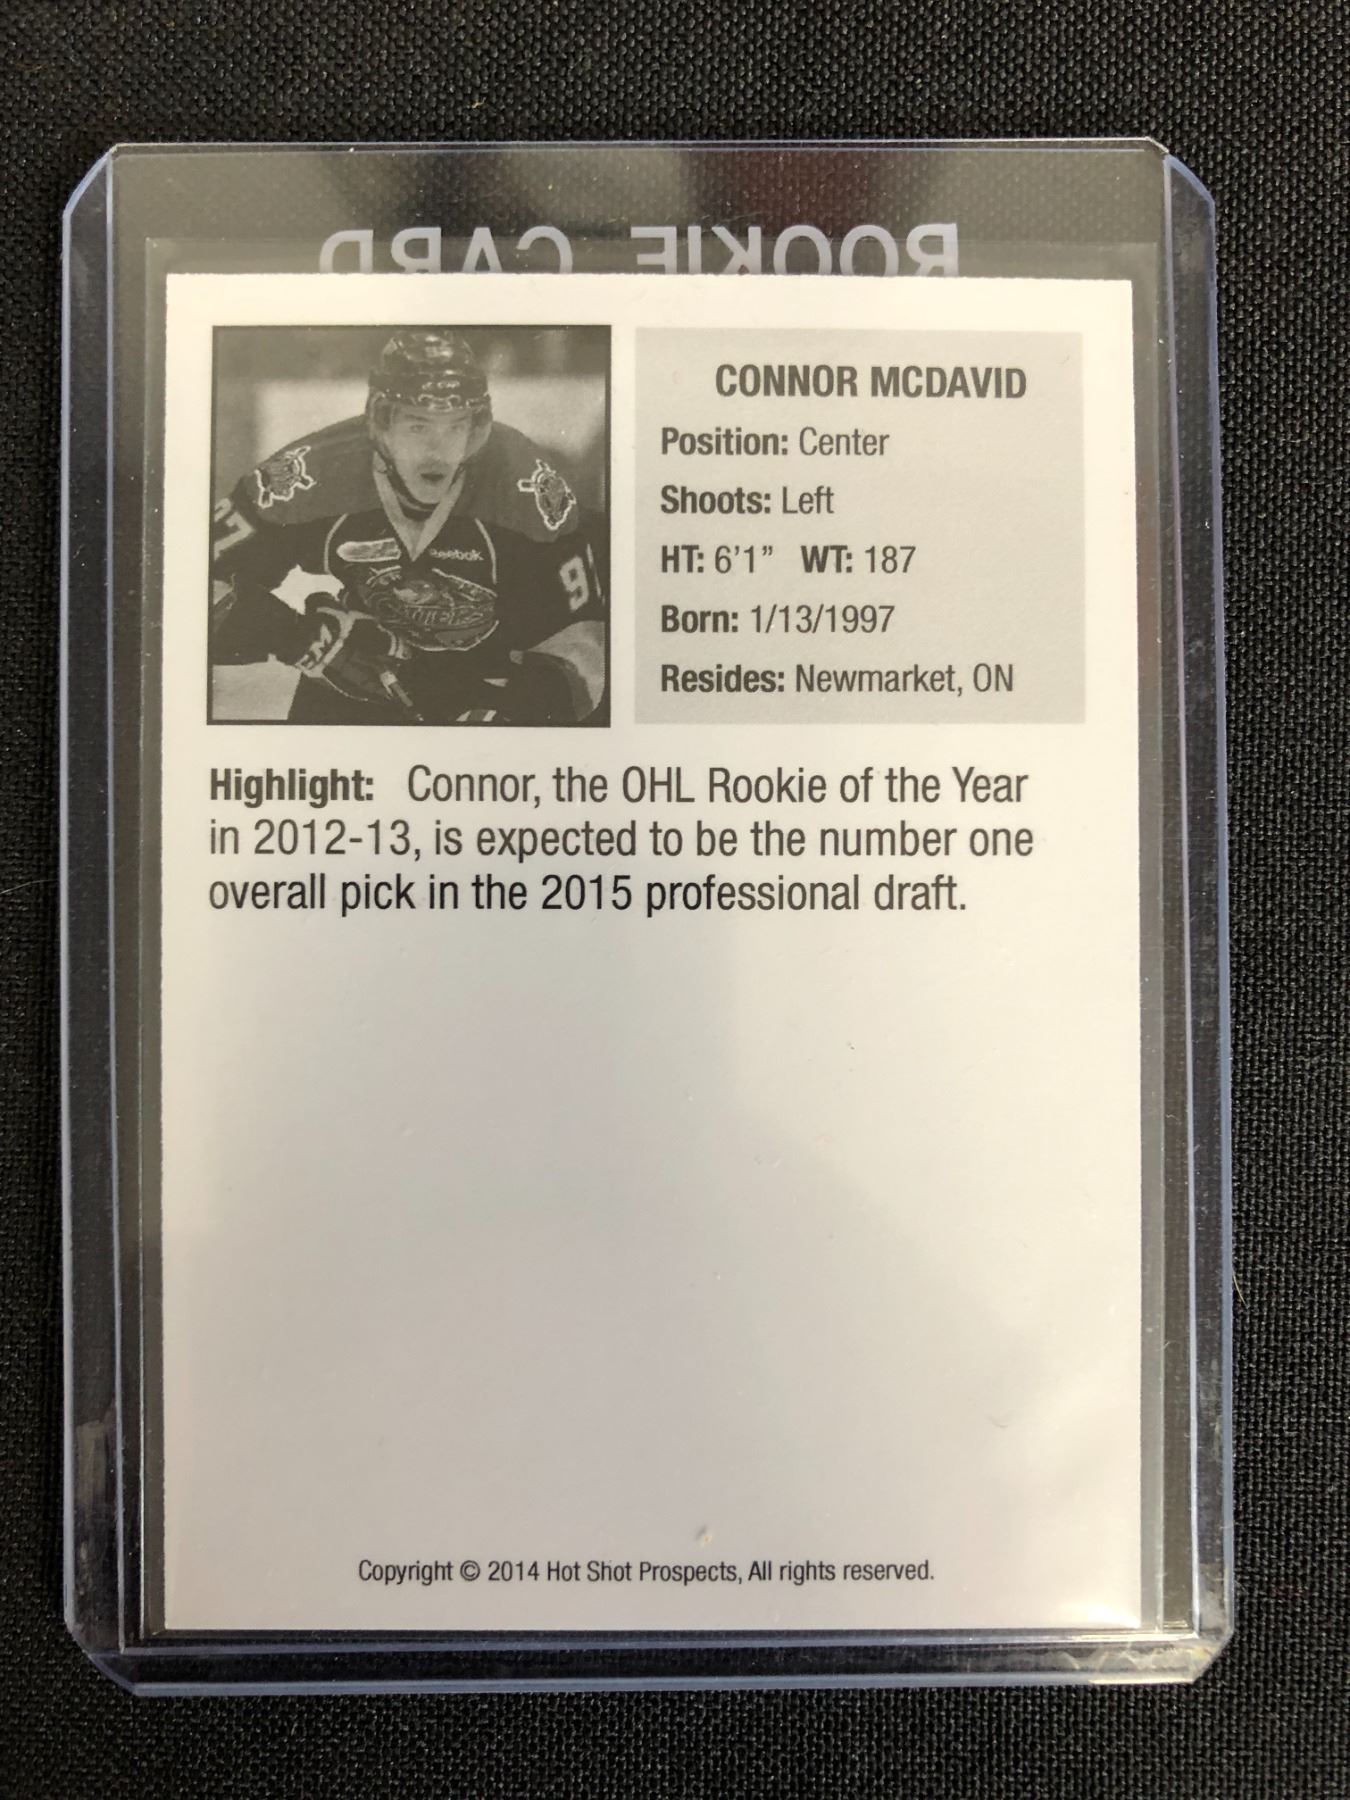 ROOKIE CARD
CONNOR MCDAVID
Position: Center
Shoots: Left
HT: 6'1” WT: 187
Born: 1/13/1997
Resides: Newmarket, ON
Reebok
97
Highlight: Connor, the OHL Rookie of the Year
in 2012-13, is expected to be the number one
overall pick in the 2015 professional draft.
Copyright © 2014 Hot Shot Prospects, All rights reserved.